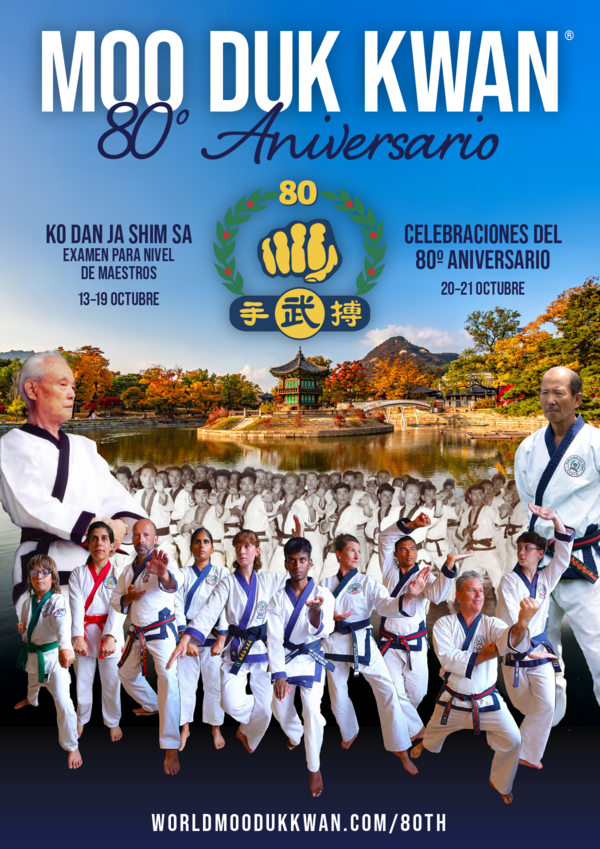 MOO DUK KWAN®
80º Aniversario
80
KO DAN JA SHIM SA
EXAMEN PARA NIVEL
DE MAESTROS
13-19 OCTUBRE
CELEBRACIONES DEL
80º ANIVERSARIO
20-21 OCTUBRE
手武搏
WORLDMOODUKKWAN.COM/80TH